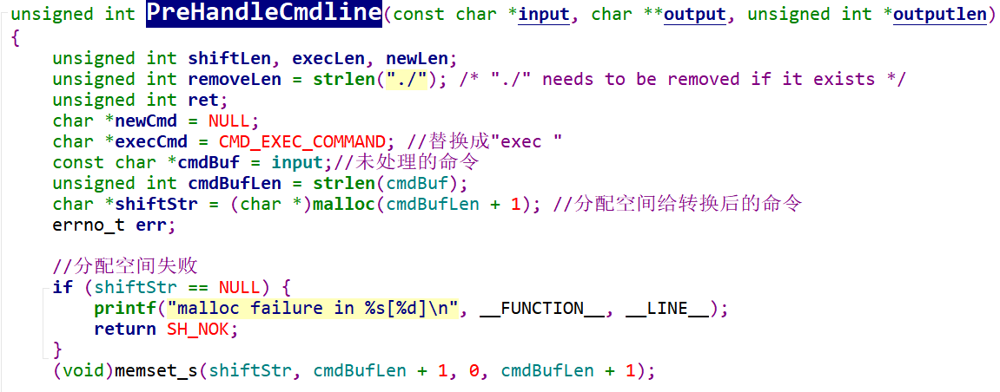 unsigned int PreHandleCmdline(const char *input, char **output, unsigned int *outputlen)
{
    unsigned int shiftLen, execLen, newLen;
    unsigned int removeLen = strlen("./"); /* "./" needs to be removed if it exists */
    unsigned int ret;
    char *newCmd = NULL;
    char *execCmd = CMD_EXEC_COMMAND; //替换成"exec "
    const char *cmdBuf = input;//未处理的命令
    unsigned int cmdBufLen = strlen(cmdBuf);
    char *shiftStr = (char *)malloc(cmdBufLen + 1); //分配空间给转换后的命令
    errno_t err;

    //分配空间失败
    if (shiftStr == NULL) {
        printf("malloc failure in %s[%d]\n", __FUNCTION__, __LINE__);
        return SH_NOK;
    }
    (void)memset_s(shiftStr, cmdBufLen + 1, 0, cmdBufLen + 1);